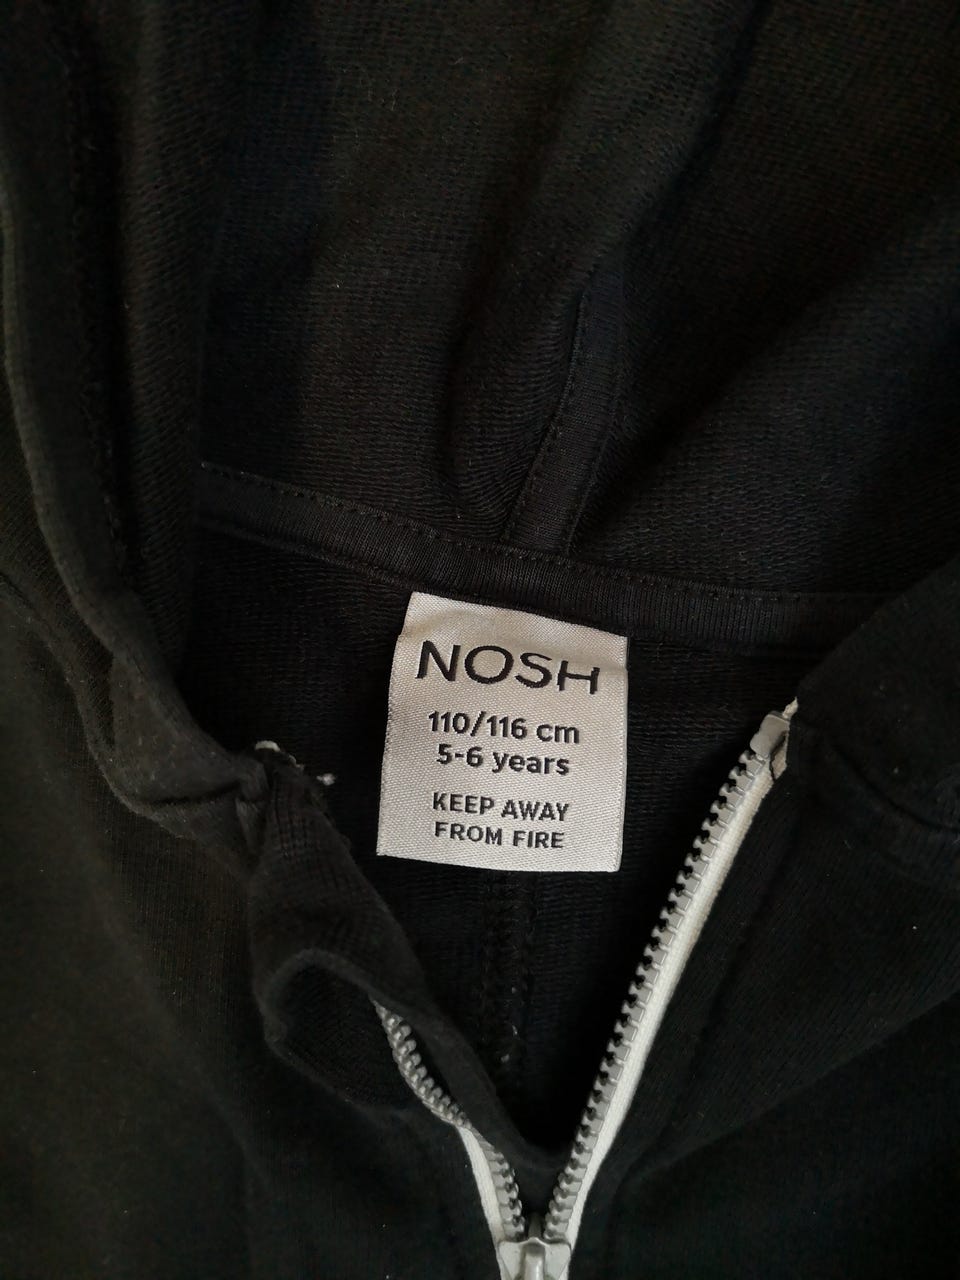 NOSH
110/116 cm
5-6 years
KEEP AWAY
FROM FIRE